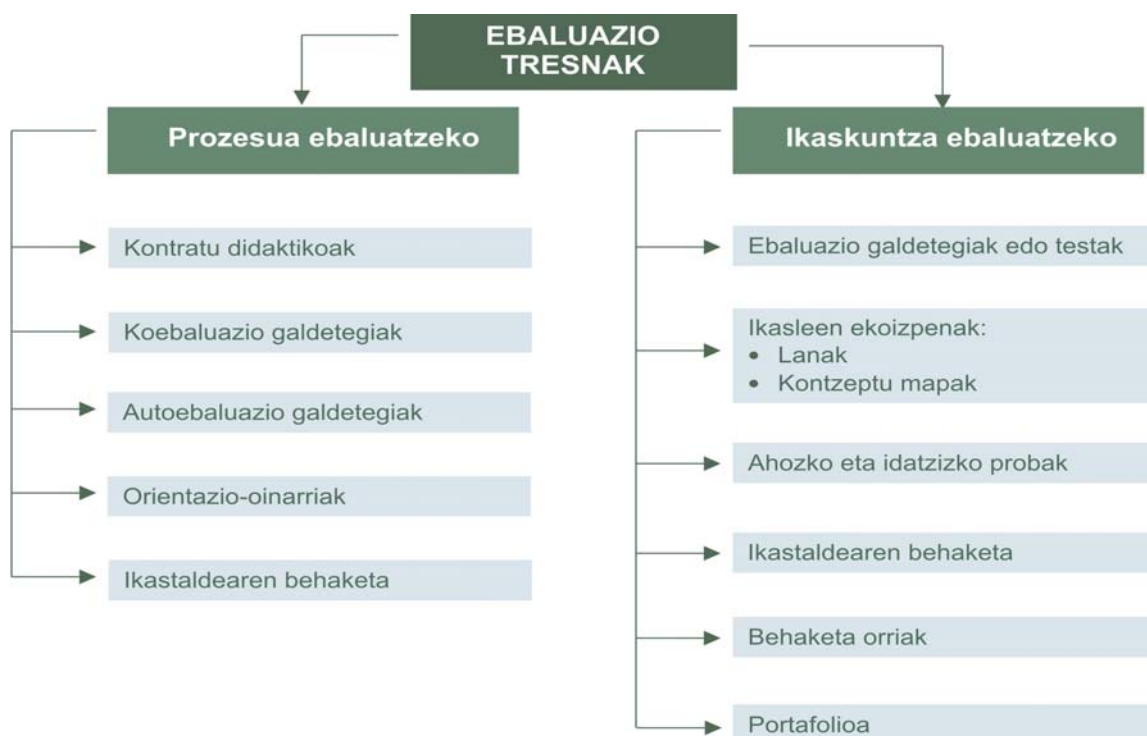 EBALUAZIO
TRESNAK
Prozesua ebaluatzeko
Kontratu didaktikoak
Koebaluazio galdetegiak
Autoebaluazio galdetegiak
Orientazio-oinarriak
Ikastaldearen behaketa
Ikaskuntza ebaluatzeko
Ebaluazio galdetegiak edo testak
Ikasleen ekoizpenak:
• Lanak
• Kontzeptu mapak
Ahozko eta idatzizko probak
Ikastaldearen behaketa
Behaketa orriak
Portafolioa